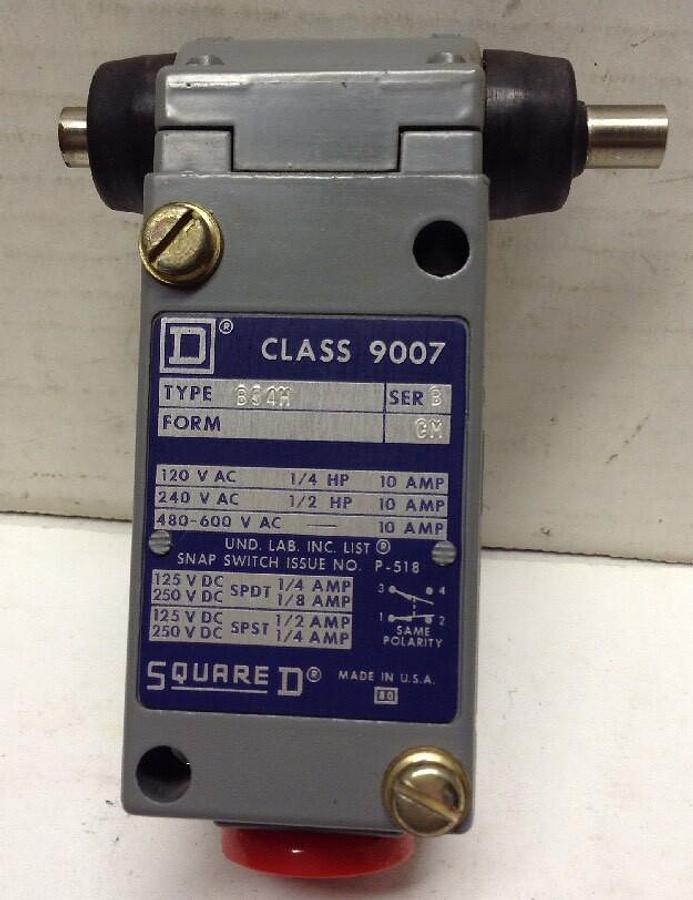 D®
CLASS 9007
TYPE B54H SER B
FORM GM
120 V AC 1/4 HP 10 AMP
240 V AC 1/2 HP 10 AMP
480-600 V AC — 10 AMP
UND. LAB. INC. LIST ®
SNAP SWITCH ISSUE NO. P-518
125 V DC SPDT 1/4 AMP
250 V DC 1/8 AMP
125 V DC SPST 1/2 AMP
250 V DC 1/4 AMP
3 4
1 2
SAME
POLARITY
SQUARE D® MADE IN U.S.A.
80